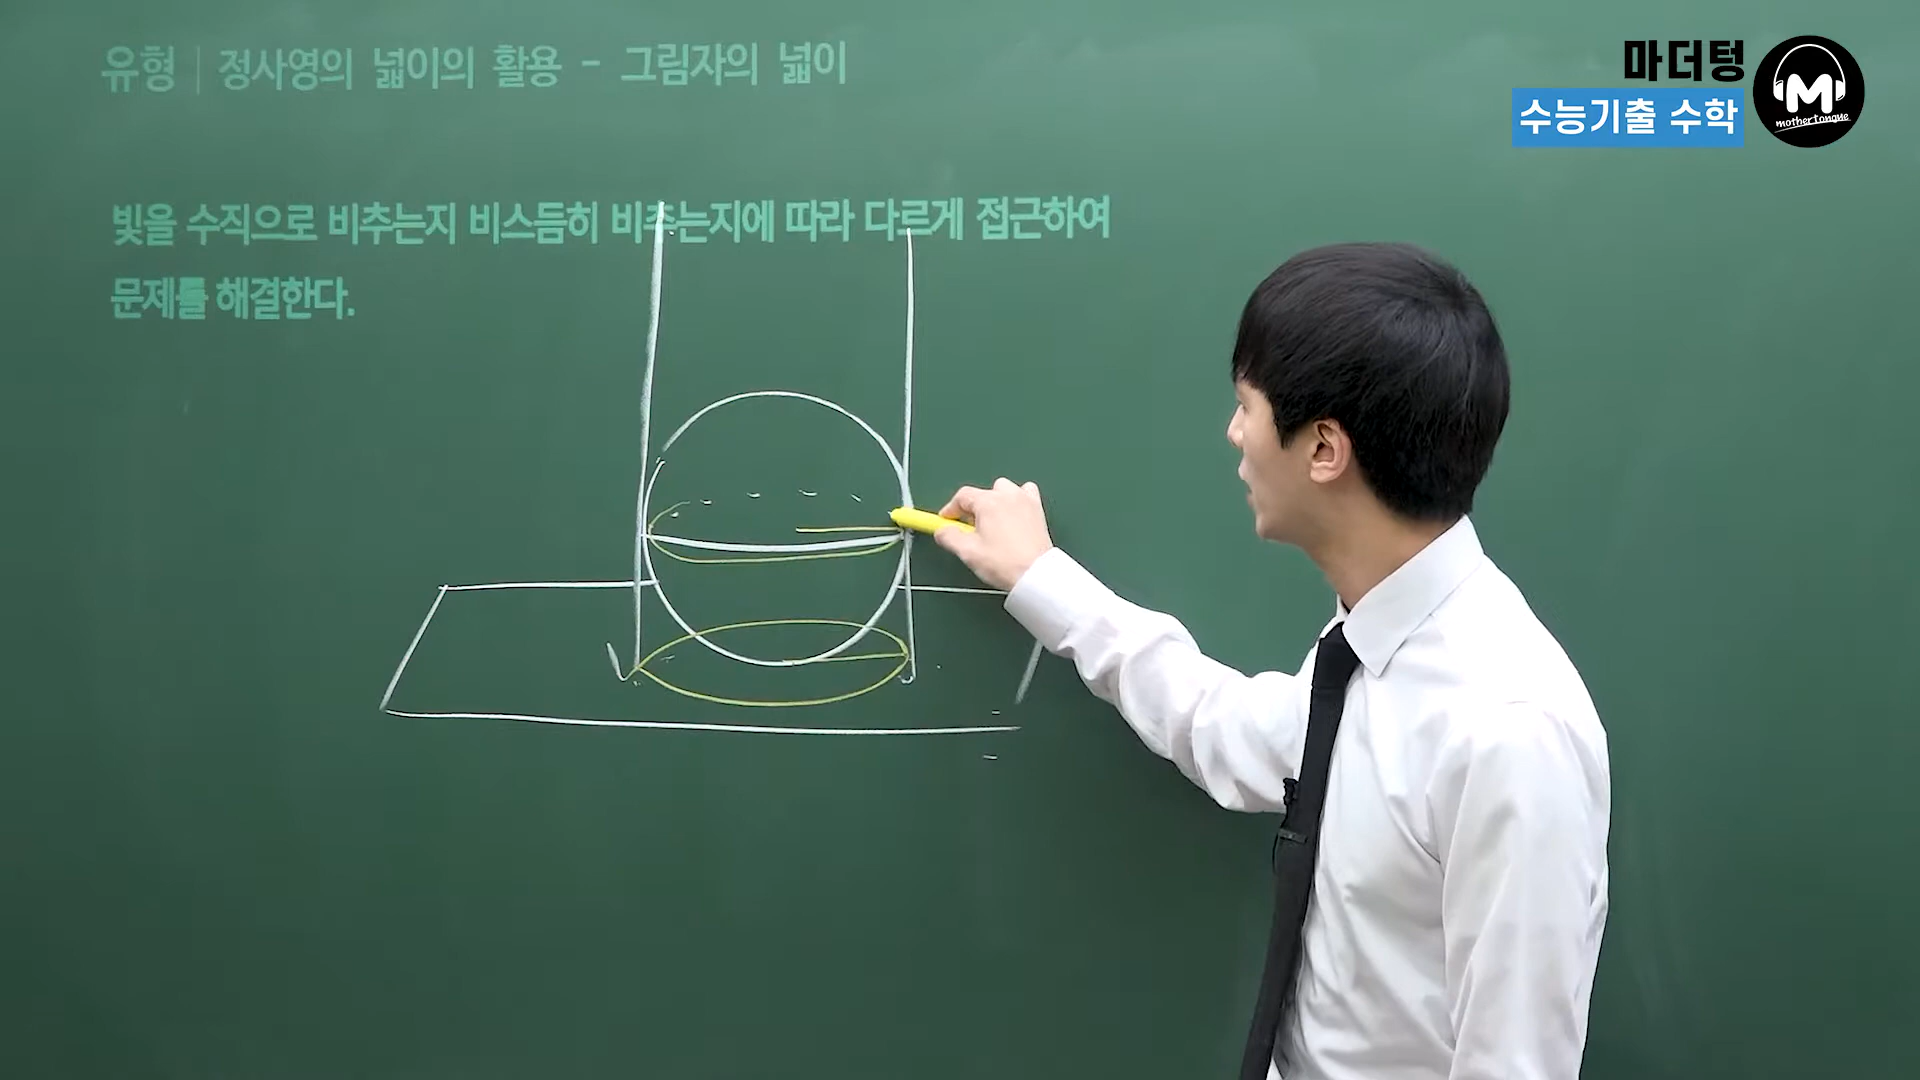 유형 | 정사영의 넓이의 활용 - 그림자의 넓이
마더텅
수능기출 수학
M
mothertongue
빛을 수직으로 비추는지 비스듬히 비추는지에 따라 다르게 접근하여
문제를 해결한다.